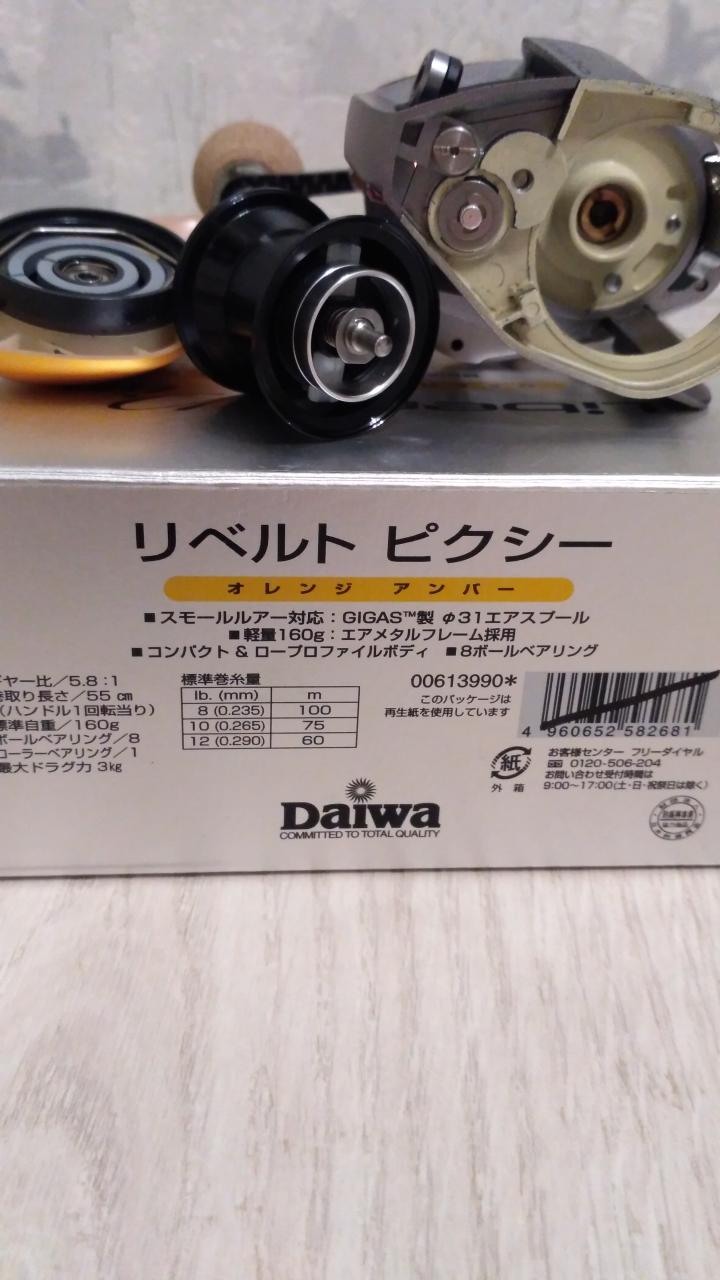 リベルト ピクシー
オレンジ アンバー
■スモールルアー対応：GIGAS™製 φ31エアスプール
■軽量160g：エアメタルフレーム採用
■コンパクト & ロープロファイルボディ ■8ボールベアリング
ギヤー比／5.8：1
巻取り長さ／55 cm
(ハンドル1回転当り)
標準自重／160g
ボールベアリング／8
ローラーベアリング／1
最大ドラグ力 3kg
標準巻糸量
lb. (mm) m
8 (0.235) 100
10 (0.265) 75
12 (0.290) 60
00613990*
このパッケージは
再生紙を使用しています
4 960652 582681
紙
外箱
お客様センター フリーダイヤル
0120-506-204
お問い合わせ受付時間は
9:00～17:00(土・日・祝祭日は除く)
Daiwa
COMMITTED TO TOTAL QUALITY